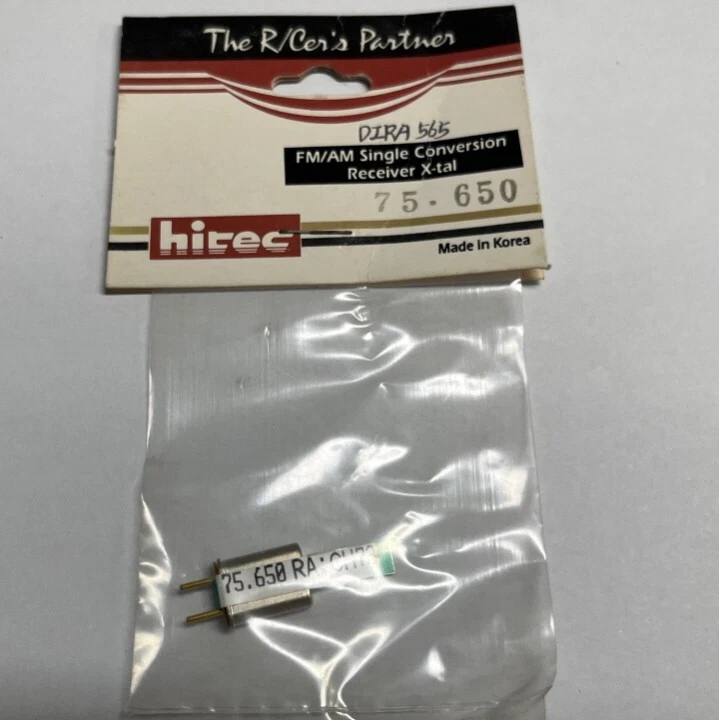 The R/Cer's Partner
DIRA 565
FM/AM Single Conversion
Receiver X-tal
75.650
hitec
Made in Korea
75.650 RA: